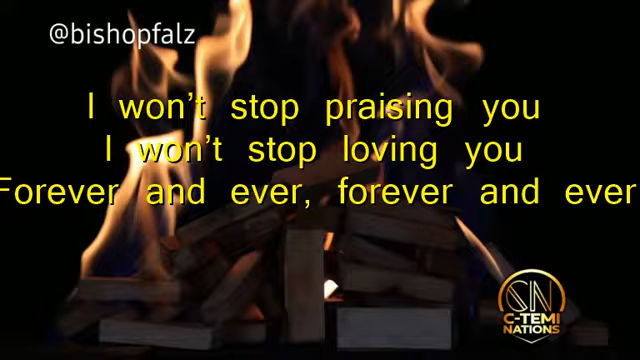 @bishopfalz
I won't stop praising you
I won't stop loving you
Forever and ever, forever and ever
C-TEMI
NATIONS